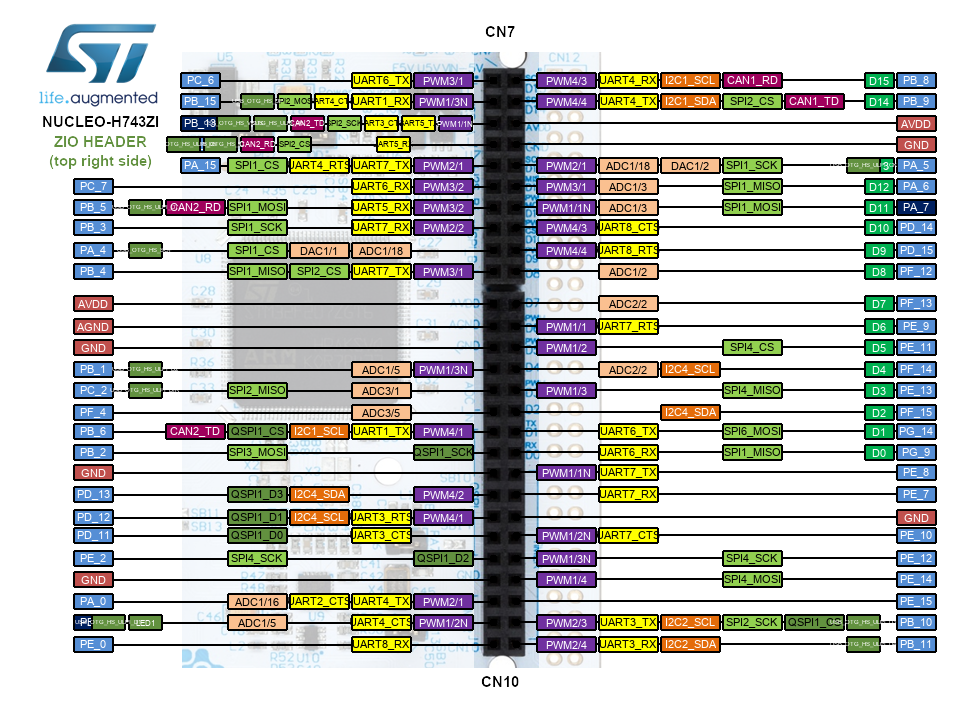 CN7
life.augmented
NUCLEO-H743ZI
ZIO HEADER
(top right side)
PC_6 UART6_TX PWM3/1 PWM4/3 UART4_RX I2C1_SCL CAN1_RD D15 PB_8
PB_15 UART1_RX PWM1/3N PWM4/4 UART4_TX I2C1_SDA SPI2_CS CAN1_TD D14 PB_9
PB_13 CAN2_TD PWM1/1N AVDD
CAN2_RD SPI2_CS GND
PA_15 SPI1_CS UART4_RTS UART7_TX PWM2/1 PWM2/1 ADC1/18 DAC1/2 SPI1_SCK PA_5
PC_7 UART6_RX PWM3/2 PWM3/1 ADC1/3 SPI1_MISO D12 PA_6
PB_5 CAN2_RD SPI1_MOSI UART5_RX PWM3/2 PWM1/1N ADC1/3 SPI1_MOSI D11 PA_7
PB_3 SPI1_SCK UART7_RX PWM2/2 PWM4/3 UART8_CTS D10 PD_14
PA_4 SPI1_CS DAC1/1 ADC1/18 PWM4/4 UART8_RTS D9 PD_15
PB_4 SPI1_MISO SPI2_CS UART7_TX PWM3/1 ADC1/2 D8 PF_12
AVDD ADC2/2 D7 PF_13
AGND PWM1/1 UART7_RTS D6 PE_9
GND PWM1/2 SPI4_CS D5 PE_11
PB_1 ADC1/5 PWM1/3N ADC2/2 I2C4_SCL D4 PF_14
PC_2 SPI2_MISO ADC3/1 PWM1/3 SPI4_MISO D3 PE_13
PF_4 ADC3/5 I2C4_SDA D2 PF_15
PB_6 CAN2_TD QSPI1_CS I2C1_SCL UART1_TX PWM4/1 UART6_TX SPI6_MOSI D1 PG_14
PB_2 SPI3_MOSI QSPI1_SCK UART6_RX SPI1_MISO D0 PG_9
GND PWM1/1N UART7_TX PE_8
PD_13 QSPI1_D3 I2C4_SDA PWM4/2 UART7_RX PE_7
PD_12 QSPI1_D1 I2C4_SCL UART3_RTS PWM4/1 GND
PD_11 QSPI1_D0 UART3_CTS PWM1/2N UART7_CTS PE_10
PE_2 SPI4_SCK QSPI1_D2 PWM1/3N SPI4_SCK PE_12
GND PWM1/4 SPI4_MOSI PE_14
PA_0 ADC1/16 UART2_CTS UART4_TX PWM2/1 PE_15
LED1 ADC1/5 UART4_CTS PWM1/2N PWM2/3 UART3_TX I2C2_SCL SPI2_SCK PB_10
PE_0 UART8_RX PWM2/4 UART3_RX I2C2_SDA PB_11
CN10